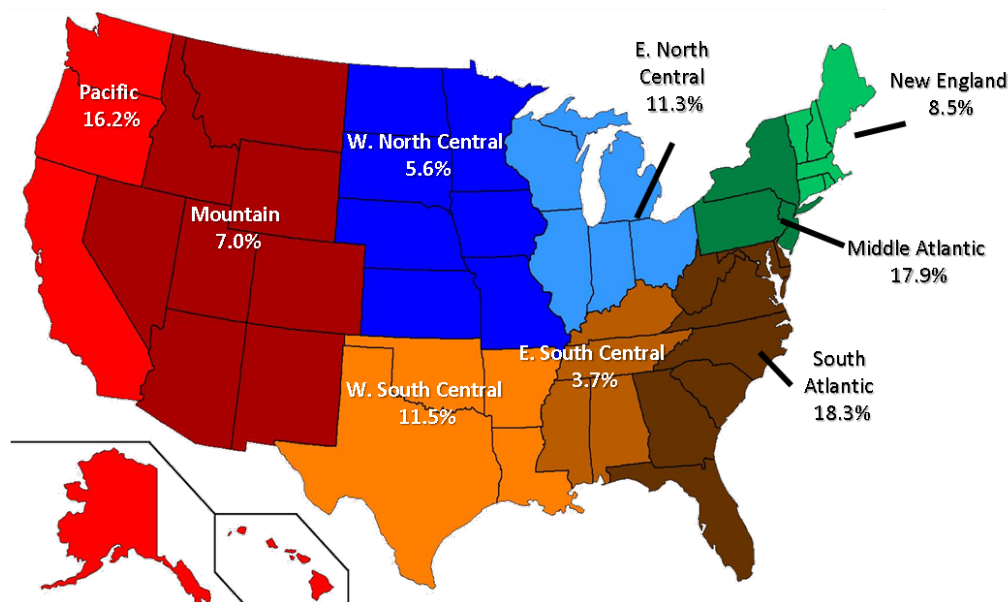 Pacific
16.2%
Mountain
7.0%
W. North Central
5.6%
W. South Central
11.5%
E. North
Central
11.3%
E. South Central
3.7%
New England
8.5%
Middle Atlantic
17.9%
South
Atlantic
18.3%